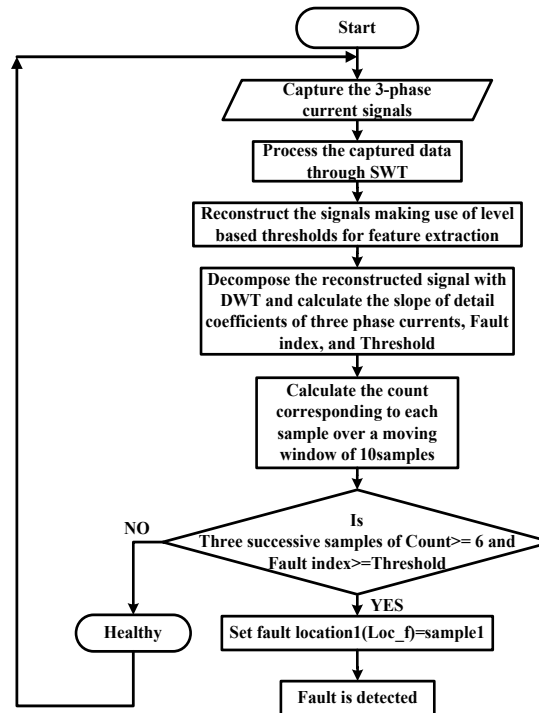 Start
Capture the 3-phase
current signals
Process the captured data
through SWT
Reconstruct the signals making use of level
based thresholds for feature extraction
Decompose the reconstructed signal with
DWT and calculate the slope of detail
coefficients of three phase currents, Fault
index, and Threshold
Calculate the count
corresponding to each
sample over a moving
window of 10samples
Is
Three successive samples of Count>= 6 and
Fault index>=Threshold
NO
YES
Healthy
Set fault location1(Loc_f)=sample1
Fault is detected